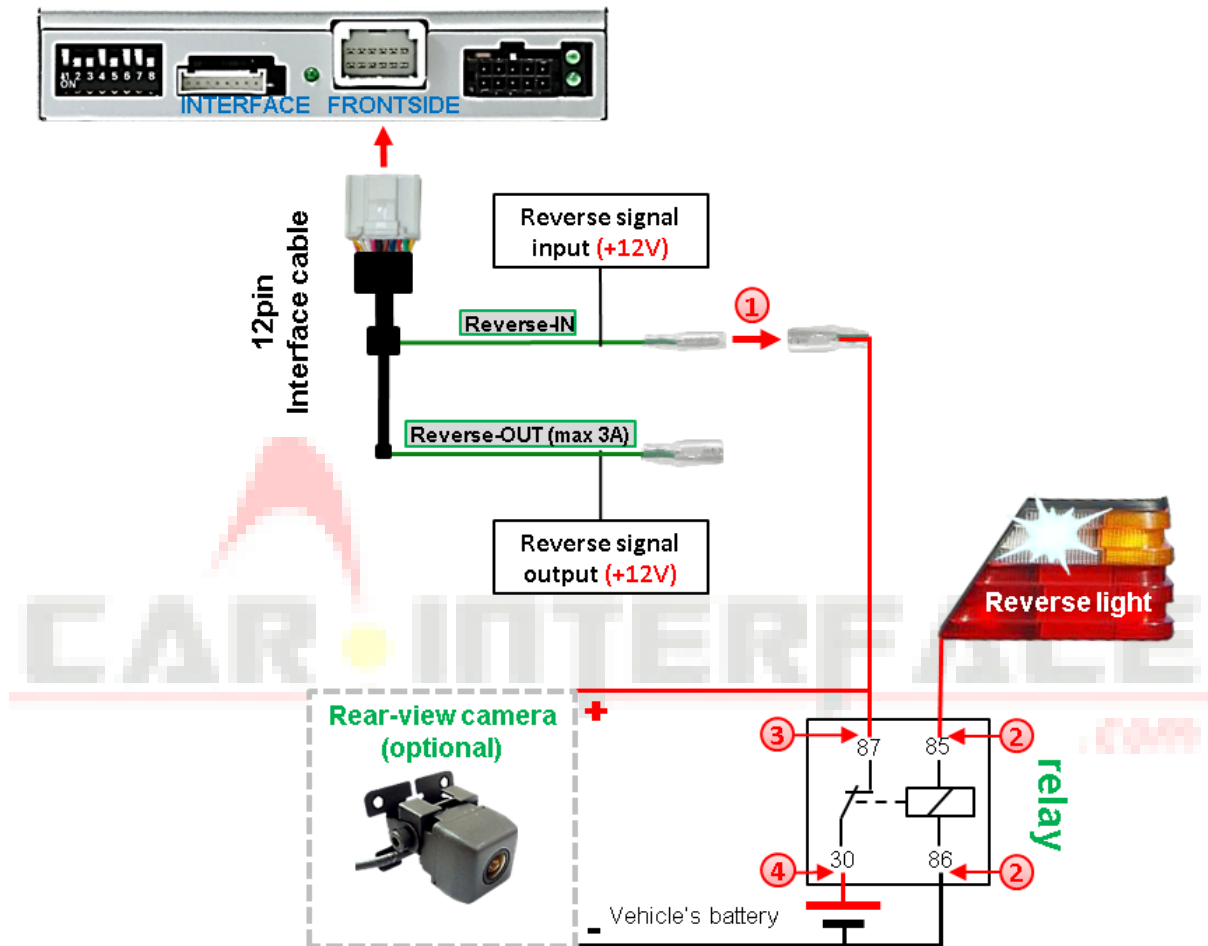 1 2 3 4 5 6 7 8
ON
INTERFACE FRONTSIDE
12pin
Interface cable
Reverse signal
input (+12V)
Reverse-IN
1
Reverse-OUT (max 3A)
Reverse signal
output (+12V)
Reverse light
CAR INTERFACE
.com
Rear-view camera
(optional)
+
3
87
85
2
relay
30
86
4
2
-
Vehicle's battery